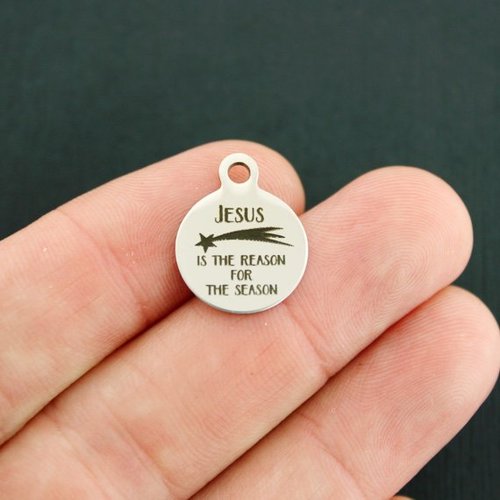 JESUS
IS THE REASON
FOR
THE SEASON